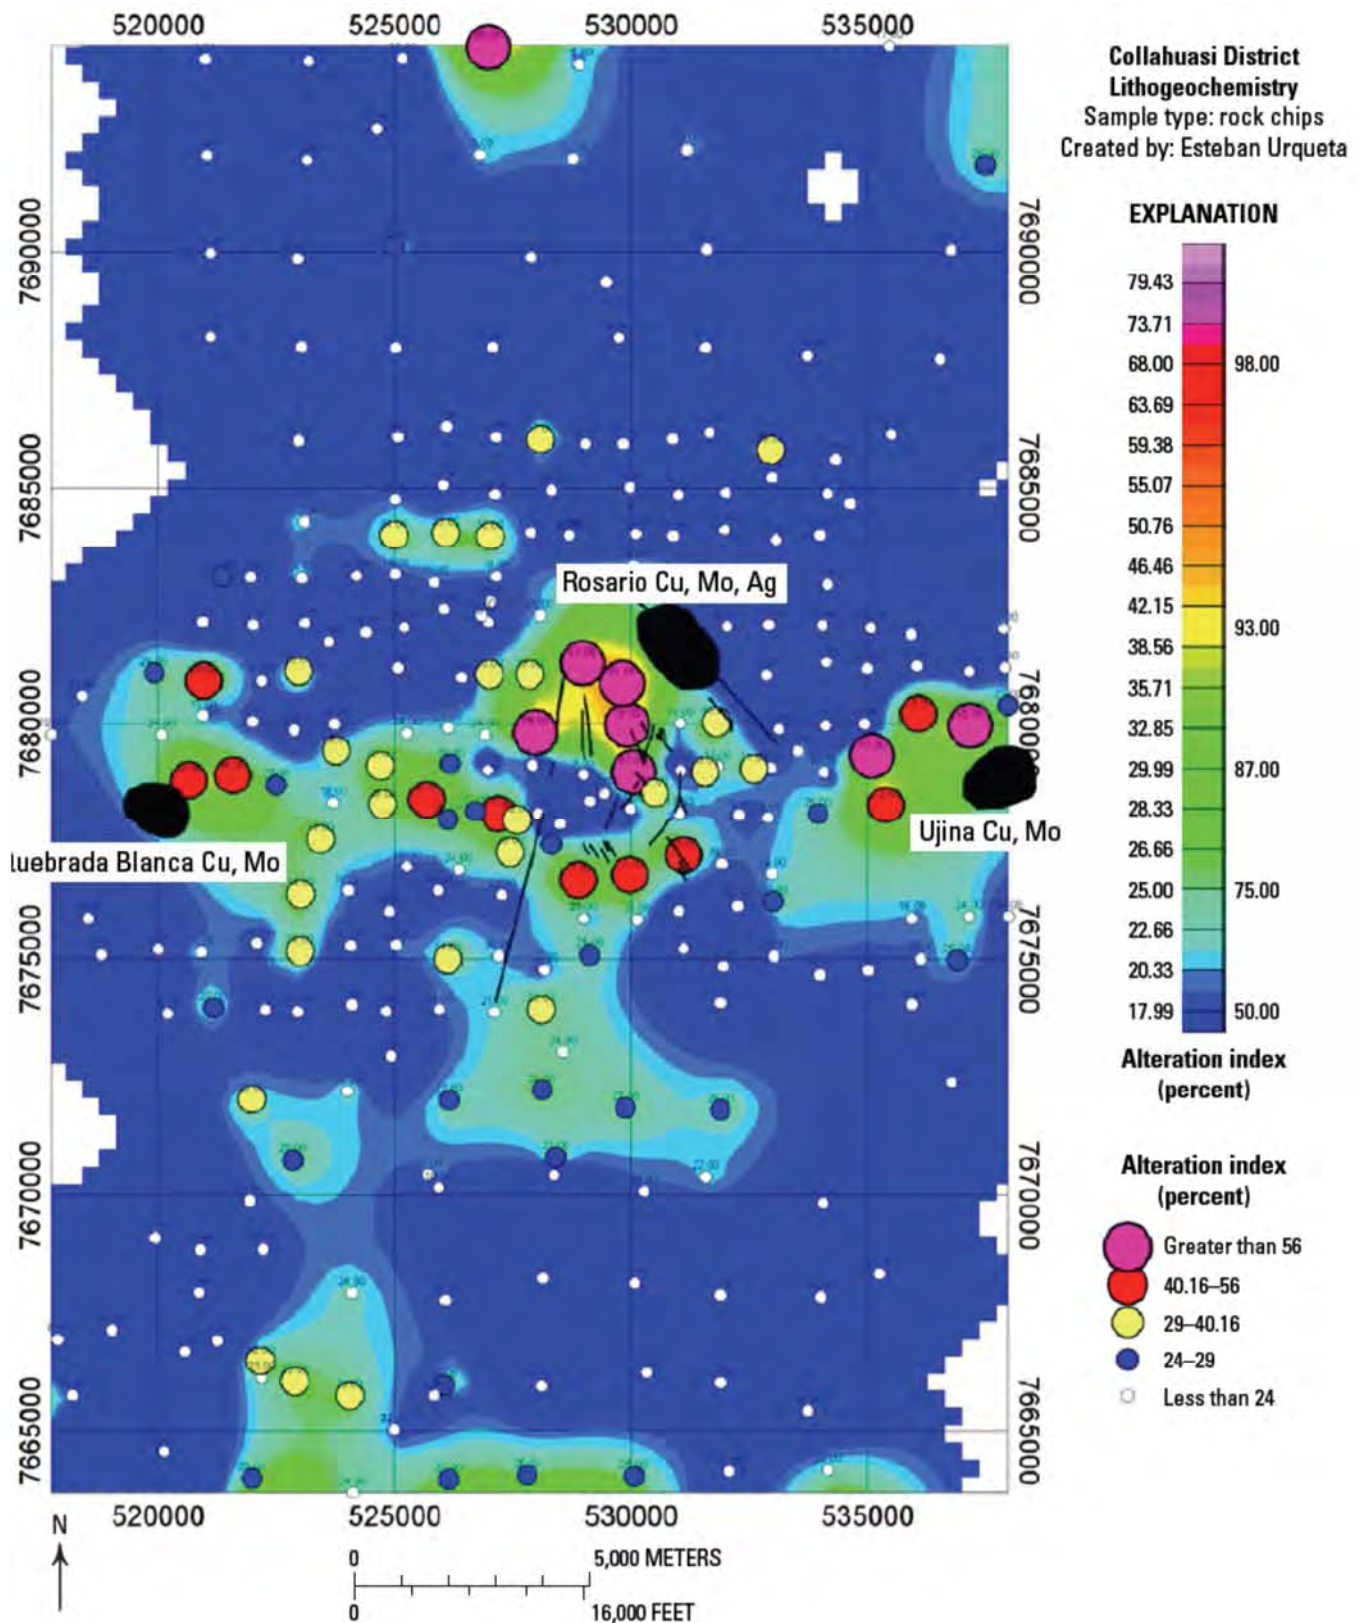 520000
525000
530000
535000
Collahuasi District
Lithogeochemistry
Sample type: rock chips
Created by: Esteban Urqueta
EXPLANATION
79.43
73.71
68.00
98.00
63.69
59.38
55.07
50.76
46.46
42.15
93.00
38.56
35.71
32.85
29.99
87.00
28.33
26.66
25.00
75.00
22.66
20.33
17.99
50.00
Alteration index
(percent)
Alteration index
(percent)
Greater than 56
40.16–56
29–40.16
24–29
Less than 24
7690000
7690000
7685000
7685000
Rosario Cu, Mo, Ag
7680000
7680000
Ujina Cu, Mo
luebrada Blanca Cu, Mo
7675000
7675000
7670000
7670000
7665000
7665000
520000
525000
530000
535000
N
0
5,000 METERS
0
16,000 FEET